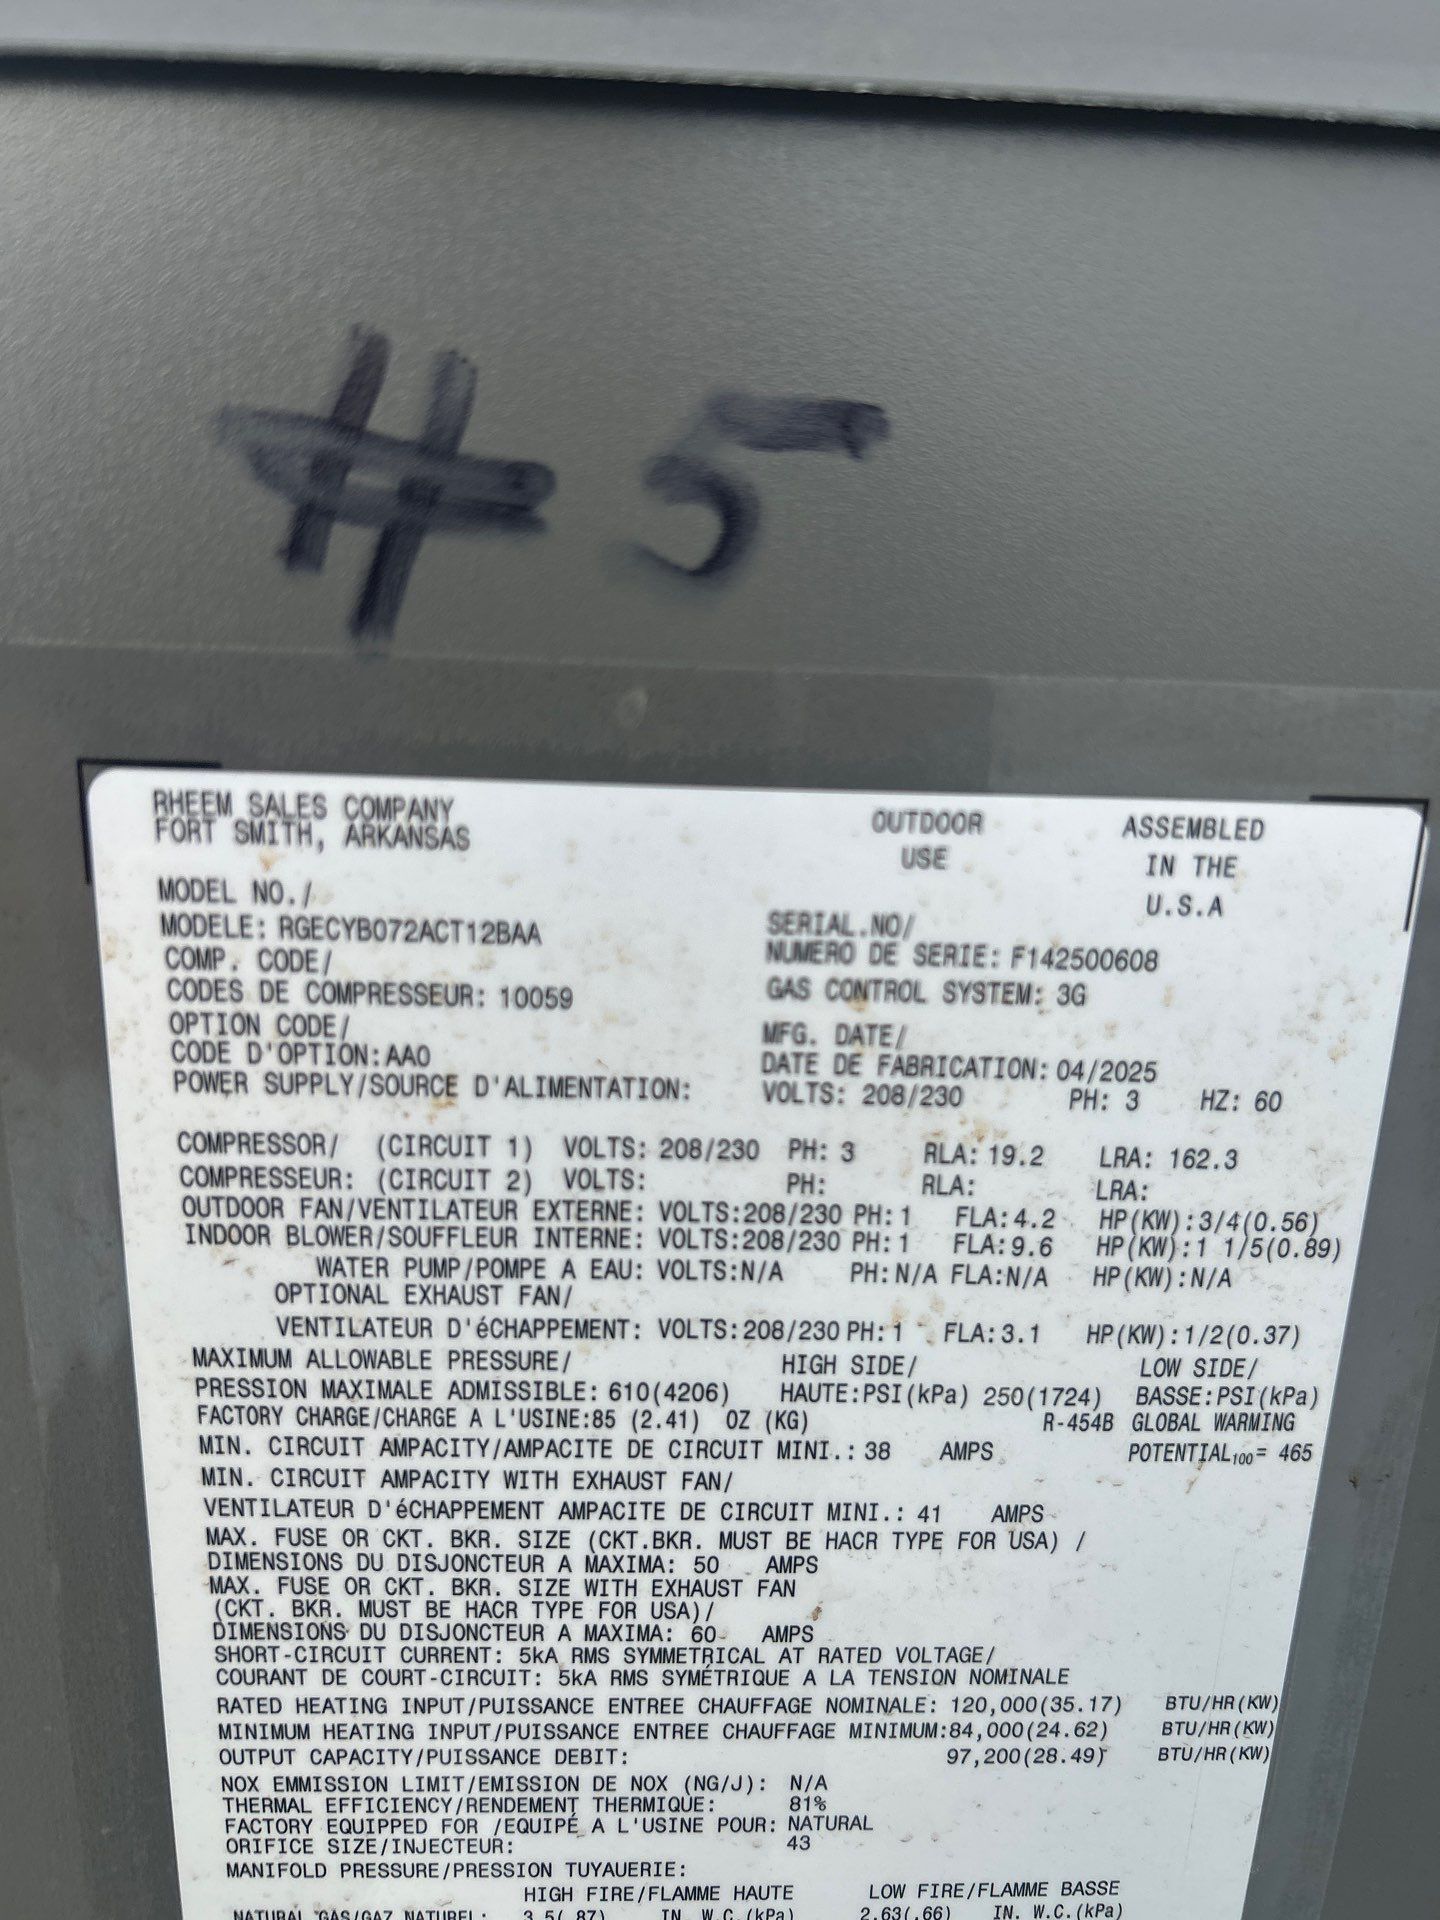 #5
RHEEM SALES COMPANY
FORT SMITH, ARKANSAS
OUTDOOR
USE
ASSEMBLED
IN THE
U.S.A
MODEL NO./
MODELE: RGECYB072ACT12BAA
SERIAL.NO/
NUMERO DE SERIE: F142500608
COMP. CODE/
CODES DE COMPRESSEUR: 10059
GAS CONTROL SYSTEM: 3G
OPTION CODE/
CODE D'OPTION:AA0
MFG. DATE/
DATE DE FABRICATION: 04/2025
POWER SUPPLY/SOURCE D'ALIMENTATION: VOLTS: 208/230 PH: 3 HZ: 60
COMPRESSOR/ (CIRCUIT 1) VOLTS: 208/230 PH: 3 RLA: 19.2 LRA: 162.3
COMPRESSEUR: (CIRCUIT 2) VOLTS: PH: RLA: LRA:
OUTDOOR FAN/VENTILATEUR EXTERNE: VOLTS:208/230 PH:1 FLA:4.2 HP(KW):3/4(0.56)
INDOOR BLOWER/SOUFFLEUR INTERNE: VOLTS:208/230 PH:1 FLA:9.6 HP(KW):1 1/5(0.89)
WATER PUMP/POMPE A EAU: VOLTS:N/A PH:N/A FLA:N/A HP(KW):N/A
OPTIONAL EXHAUST FAN/
VENTILATEUR D'éCHAPPEMENT: VOLTS:208/230 PH:1 FLA:3.1 HP(KW):1/2(0.37)
MAXIMUM ALLOWABLE PRESSURE/ HIGH SIDE/ LOW SIDE/
PRESSION MAXIMALE ADMISSIBLE: 610(4206) HAUTE:PSI(kPa) 250(1724) BASSE:PSI(kPa)
FACTORY CHARGE/CHARGE A L'USINE:85 (2.41) OZ (KG) R-454B GLOBAL WARMING
MIN. CIRCUIT AMPACITY/AMPACITE DE CIRCUIT MINI.: 38 AMPS POTENTIAL100= 465
MIN. CIRCUIT AMPACITY WITH EXHAUST FAN/
VENTILATEUR D'éCHAPPEMENT AMPACITE DE CIRCUIT MINI.: 41 AMPS
MAX. FUSE OR CKT. BKR. SIZE (CKT.BKR. MUST BE HACR TYPE FOR USA) /
DIMENSIONS DU DISJONCTEUR A MAXIMA: 50 AMPS
MAX. FUSE OR CKT. BKR. SIZE WITH EXHAUST FAN
(CKT. BKR. MUST BE HACR TYPE FOR USA)/
DIMENSIONS DU DISJONCTEUR A MAXIMA: 60 AMPS
SHORT-CIRCUIT CURRENT: 5kA RMS SYMMETRICAL AT RATED VOLTAGE/
COURANT DE COURT-CIRCUIT: 5kA RMS SYMÉTRIQUE A LA TENSION NOMINALE
RATED HEATING INPUT/PUISSANCE ENTREE CHAUFFAGE NOMINALE: 120,000(35.17) BTU/HR(KW)
MINIMUM HEATING INPUT/PUISSANCE ENTREE CHAUFFAGE MINIMUM:84,000(24.62) BTU/HR(KW)
OUTPUT CAPACITY/PUISSANCE DEBIT: 97,200(28.49) BTU/HR(KW)
NOX EMMISSION LIMIT/EMISSION DE NOX (NG/J): N/A
THERMAL EFFICIENCY/RENDEMENT THERMIQUE: 81%
FACTORY EQUIPPED FOR /EQUIPÉ A L'USINE POUR: NATURAL
ORIFICE SIZE/INJECTEUR: 43
MANIFOLD PRESSURE/PRESSION TUYAUERIE:
HIGH FIRE/FLAMME HAUTE LOW FIRE/FLAMME BASSE
NATURAL GAS/GAZ NATUREL: 3.5(.87) IN. W.C.(kPa) 2.63(.66) IN. W.C.(kPa)